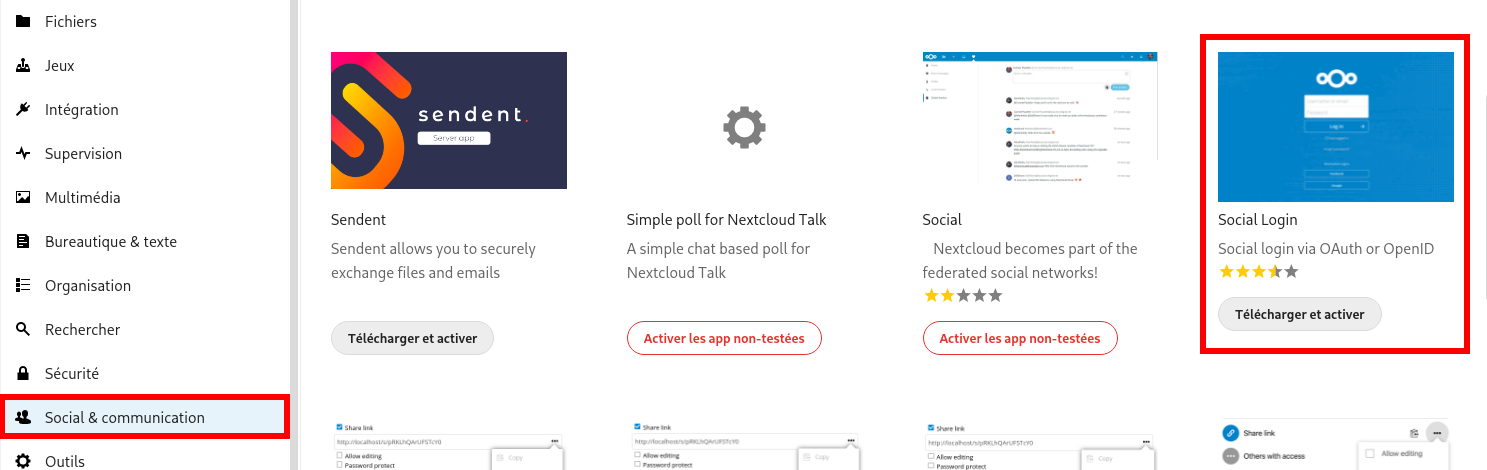 Fichiers
Jeux
Intégration
Supervision
Multimédia
Bureautique & texte
Organisation
Rechercher
Sécurité
Social & communication
Outils
sendent.
Server app
Sendent
Sendent allows you to securely
exchange files and emails
Télécharger et activer
Simple poll for Nextcloud Talk
A simple chat based poll for
Nextcloud Talk
Activer les app non-testées
Social
Nextcloud becomes part of the
federated social networks!
Activer les app non-testées
Username or email
Password
Log in
Social Login
Social login via OAuth or OpenID
Télécharger et activer
Share link
http://localhost/s/pRKLhQArUFSTcY0
Copy
Allow editing
Password protect
Share link
http://localhost/s/pRKLhQArUFSTcY0
Copy
Allow editing
Password protect
Share link
http://localhost/s/pRKLhQArUFSTcY0
Copy
Allow editing
Password protect
Share link
Others with access
Allow editing